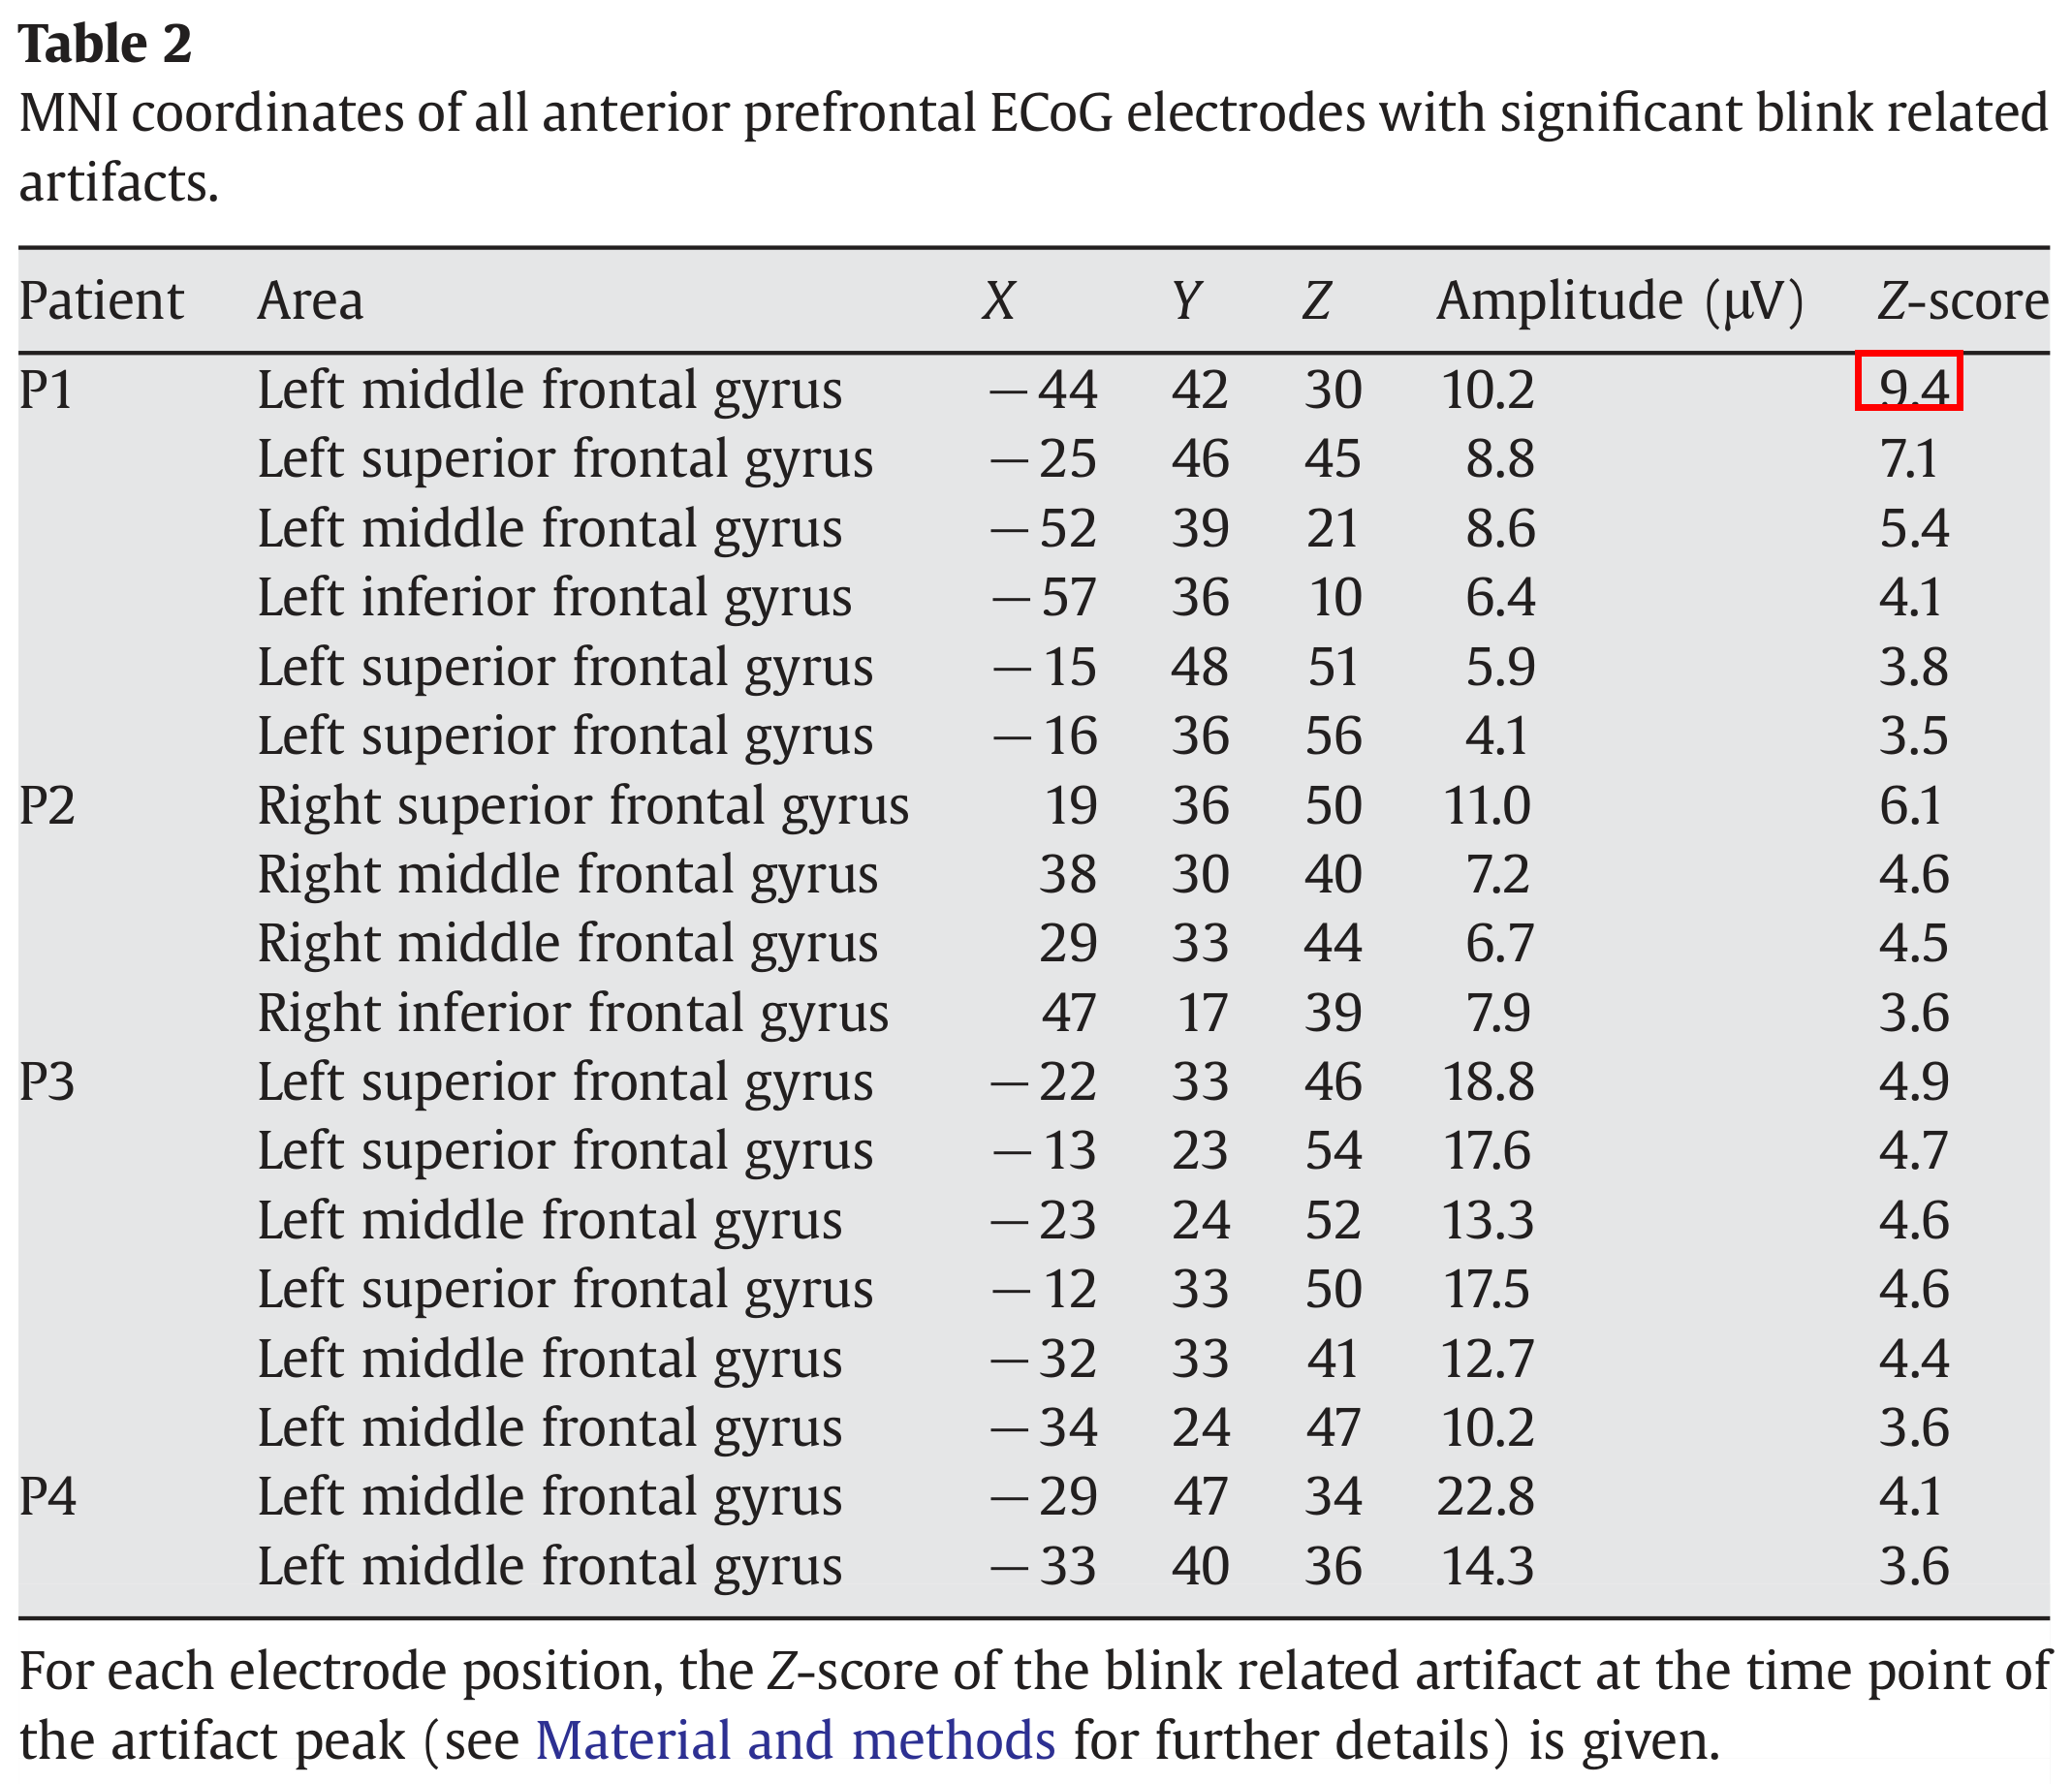 Table 2
MNI coordinates of all anterior prefrontal ECoG electrodes with significant blink related
artifacts.
Patient Area X Y Z Amplitude (μV) Z-score
P1 Left middle frontal gyrus −44 42 30 10.2 9.4
Left superior frontal gyrus −25 46 45 8.8 7.1
Left middle frontal gyrus −52 39 21 8.6 5.4
Left inferior frontal gyrus −57 36 10 6.4 4.1
Left superior frontal gyrus −15 48 51 5.9 3.8
Left superior frontal gyrus −16 36 56 4.1 3.5
P2 Right superior frontal gyrus 19 36 50 11.0 6.1
Right middle frontal gyrus 38 30 40 7.2 4.6
Right middle frontal gyrus 29 33 44 6.7 4.5
Right inferior frontal gyrus 47 17 39 7.9 3.6
P3 Left superior frontal gyrus −22 33 46 18.8 4.9
Left superior frontal gyrus −13 23 54 17.6 4.7
Left middle frontal gyrus −23 24 52 13.3 4.6
Left superior frontal gyrus −12 33 50 17.5 4.6
Left middle frontal gyrus −32 33 41 12.7 4.4
Left middle frontal gyrus −34 24 47 10.2 3.6
P4 Left middle frontal gyrus −29 47 34 22.8 4.1
Left middle frontal gyrus −33 40 36 14.3 3.6
For each electrode position, the Z-score of the blink related artifact at the time point of
the artifact peak (see Material and methods for further details) is given.